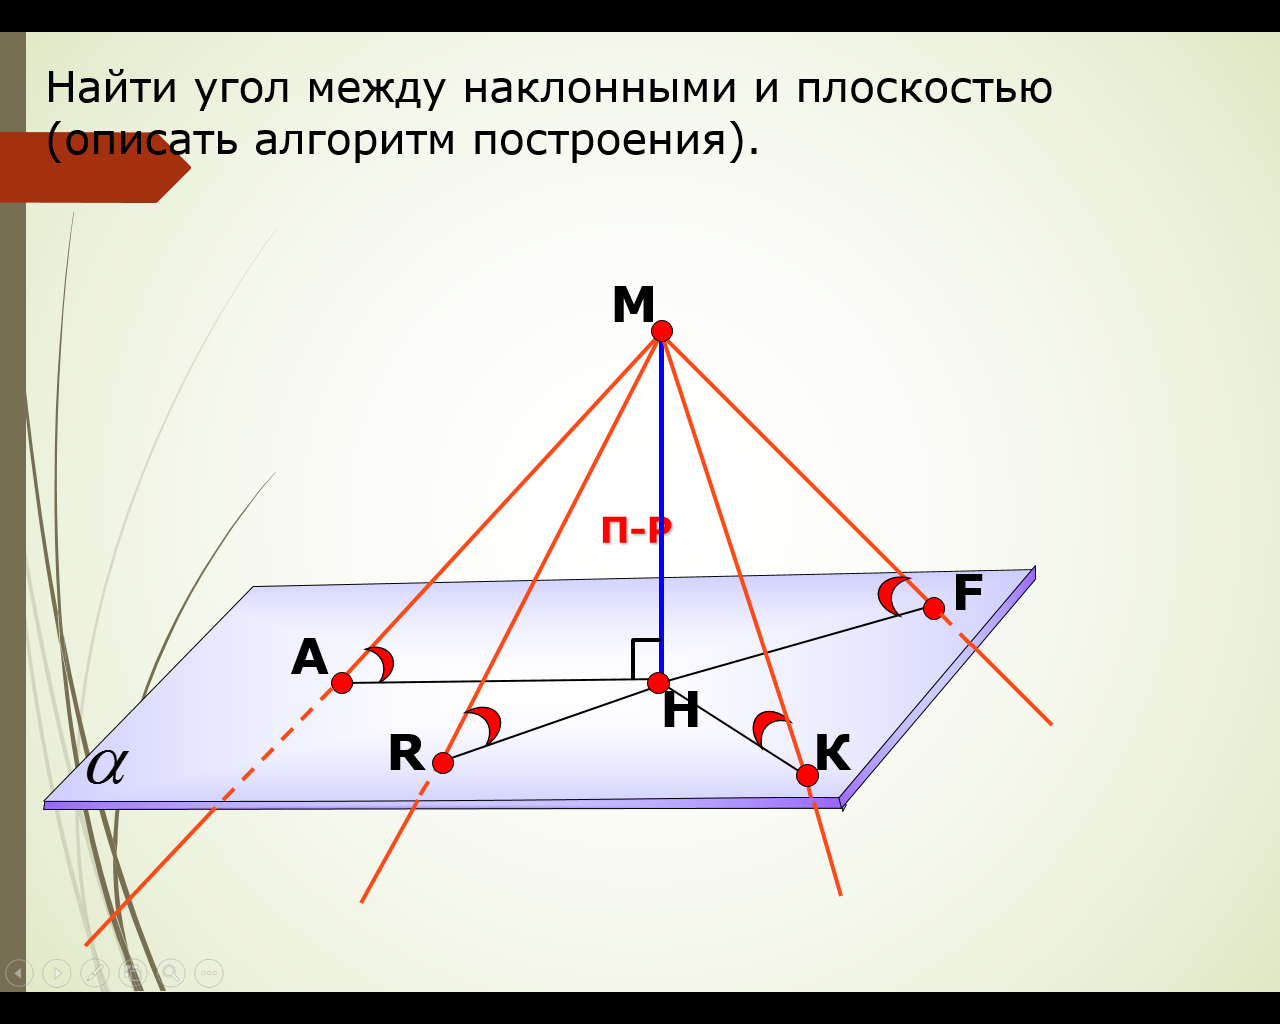 Найти угол между наклонными и плоскостью
(описать алгоритм построения).
М
П-Р
F
А
Н
R
К
α